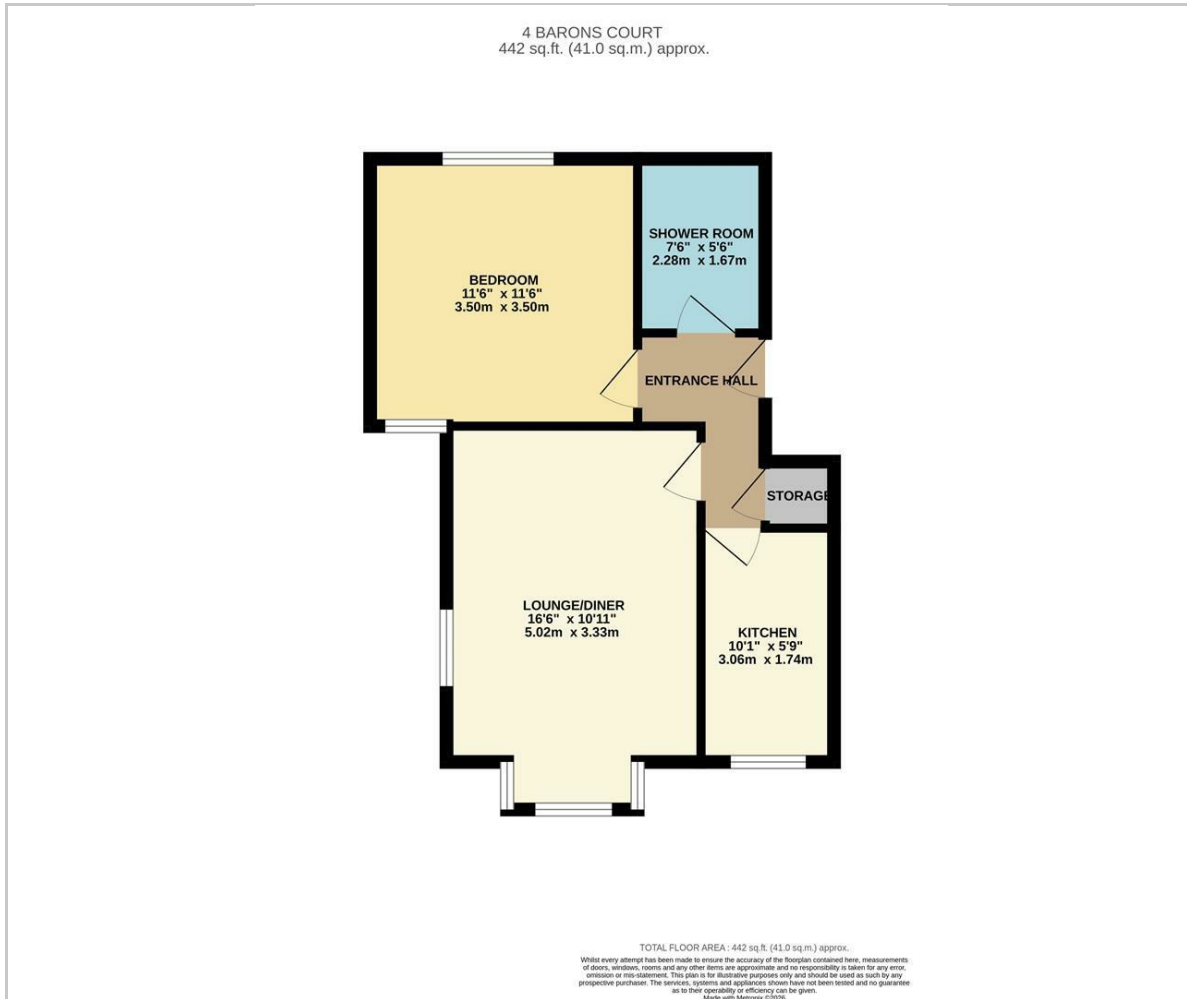 4 BARONS COURT
442 sq.ft. (41.0 sq.m.) approx.
SHOWER ROOM
7'6" x 5'6"
2.28m x 1.67m
BEDROOM
11'6" x 11'6"
3.50m x 3.50m
ENTRANCE HALL
STORAGE
LOUNGE/DINER
16'6" x 10'11"
5.02m x 3.33m
KITCHEN
10'1" x 5'9"
3.06m x 1.74m
TOTAL FLOOR AREA : 442 sq.ft. (41.0 sq.m.) approx.
Whilst every attempt has been made to ensure the accuracy of the floorplan contained here, measurements
of doors, windows, rooms and any other items are approximate and no responsibility is taken for any error,
omission or mis-statement. This plan is for illustrative purposes only and should be used as such by any
prospective purchaser. The services, systems and appliances shown have not been tested and no guarantee
as to their operability or efficiency can be given.
Made with Metropix ©2026